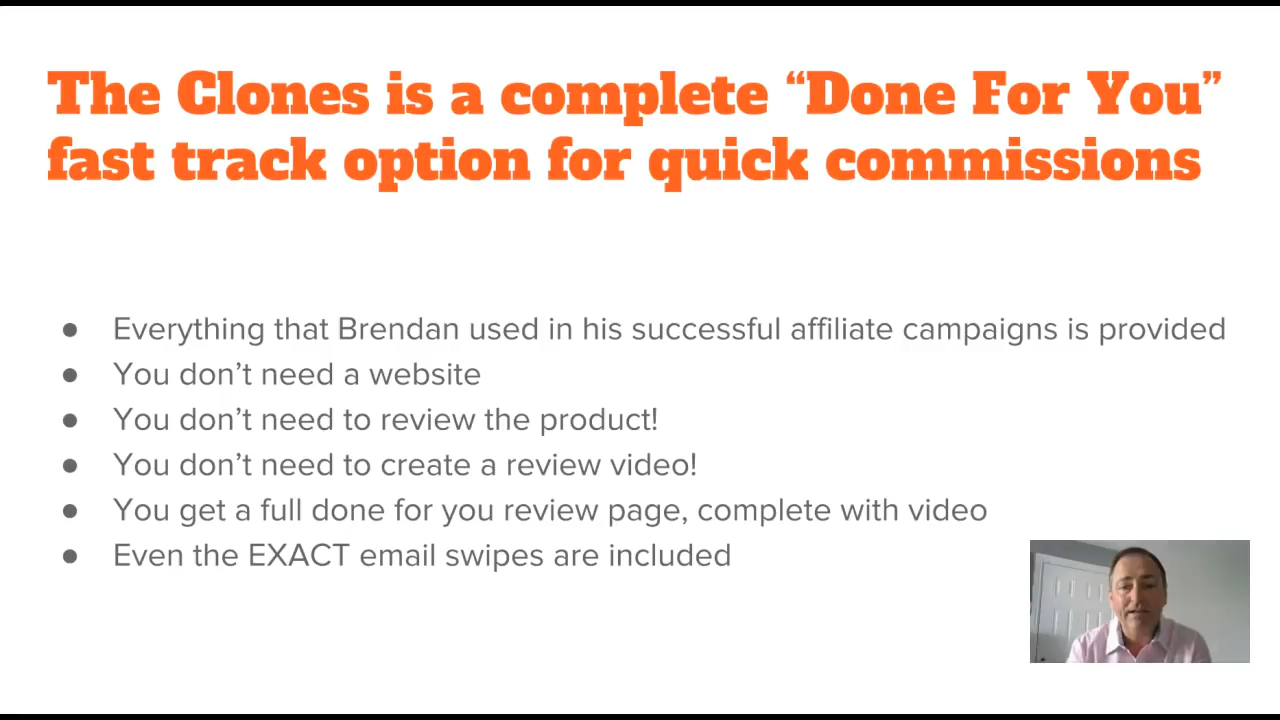 The Clones is a complete “Done For You”
fast track option for quick commissions
● Everything that Brendan used in his successful affiliate campaigns is provided
● You don’t need a website
● You don’t need to review the product!
● You don’t need to create a review video!
● You get a full done for you review page, complete with video
● Even the EXACT email swipes are included